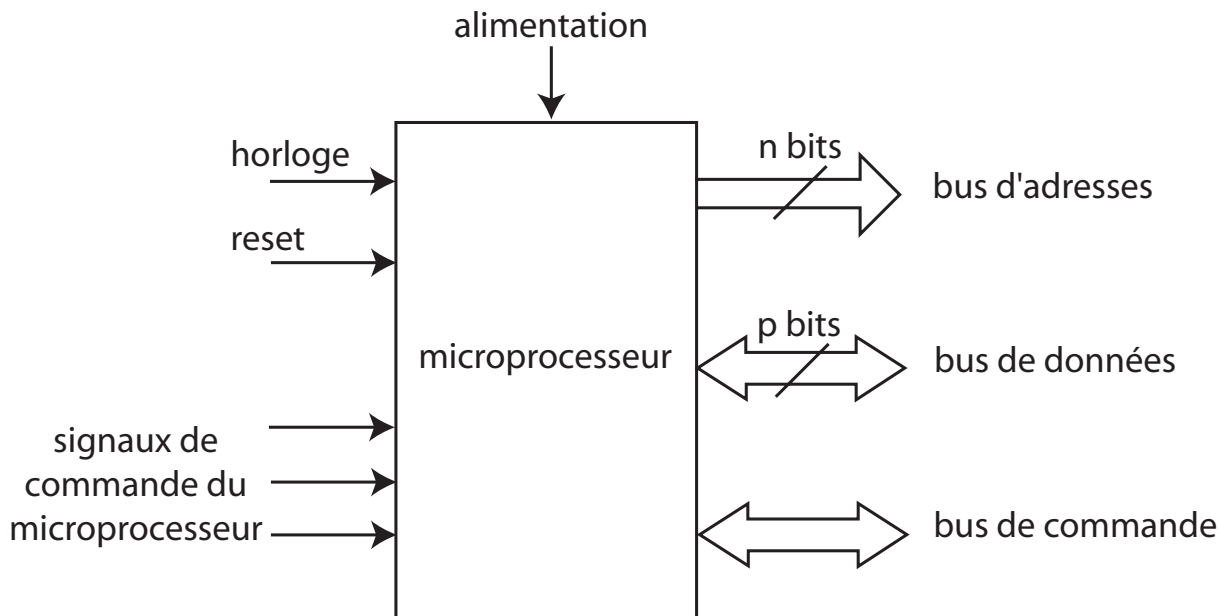 alimentation
horloge
n bits
bus d'adresses
reset
p bits
microprocesseur
bus de données
signaux de
commande du
microprocesseur
bus de commande